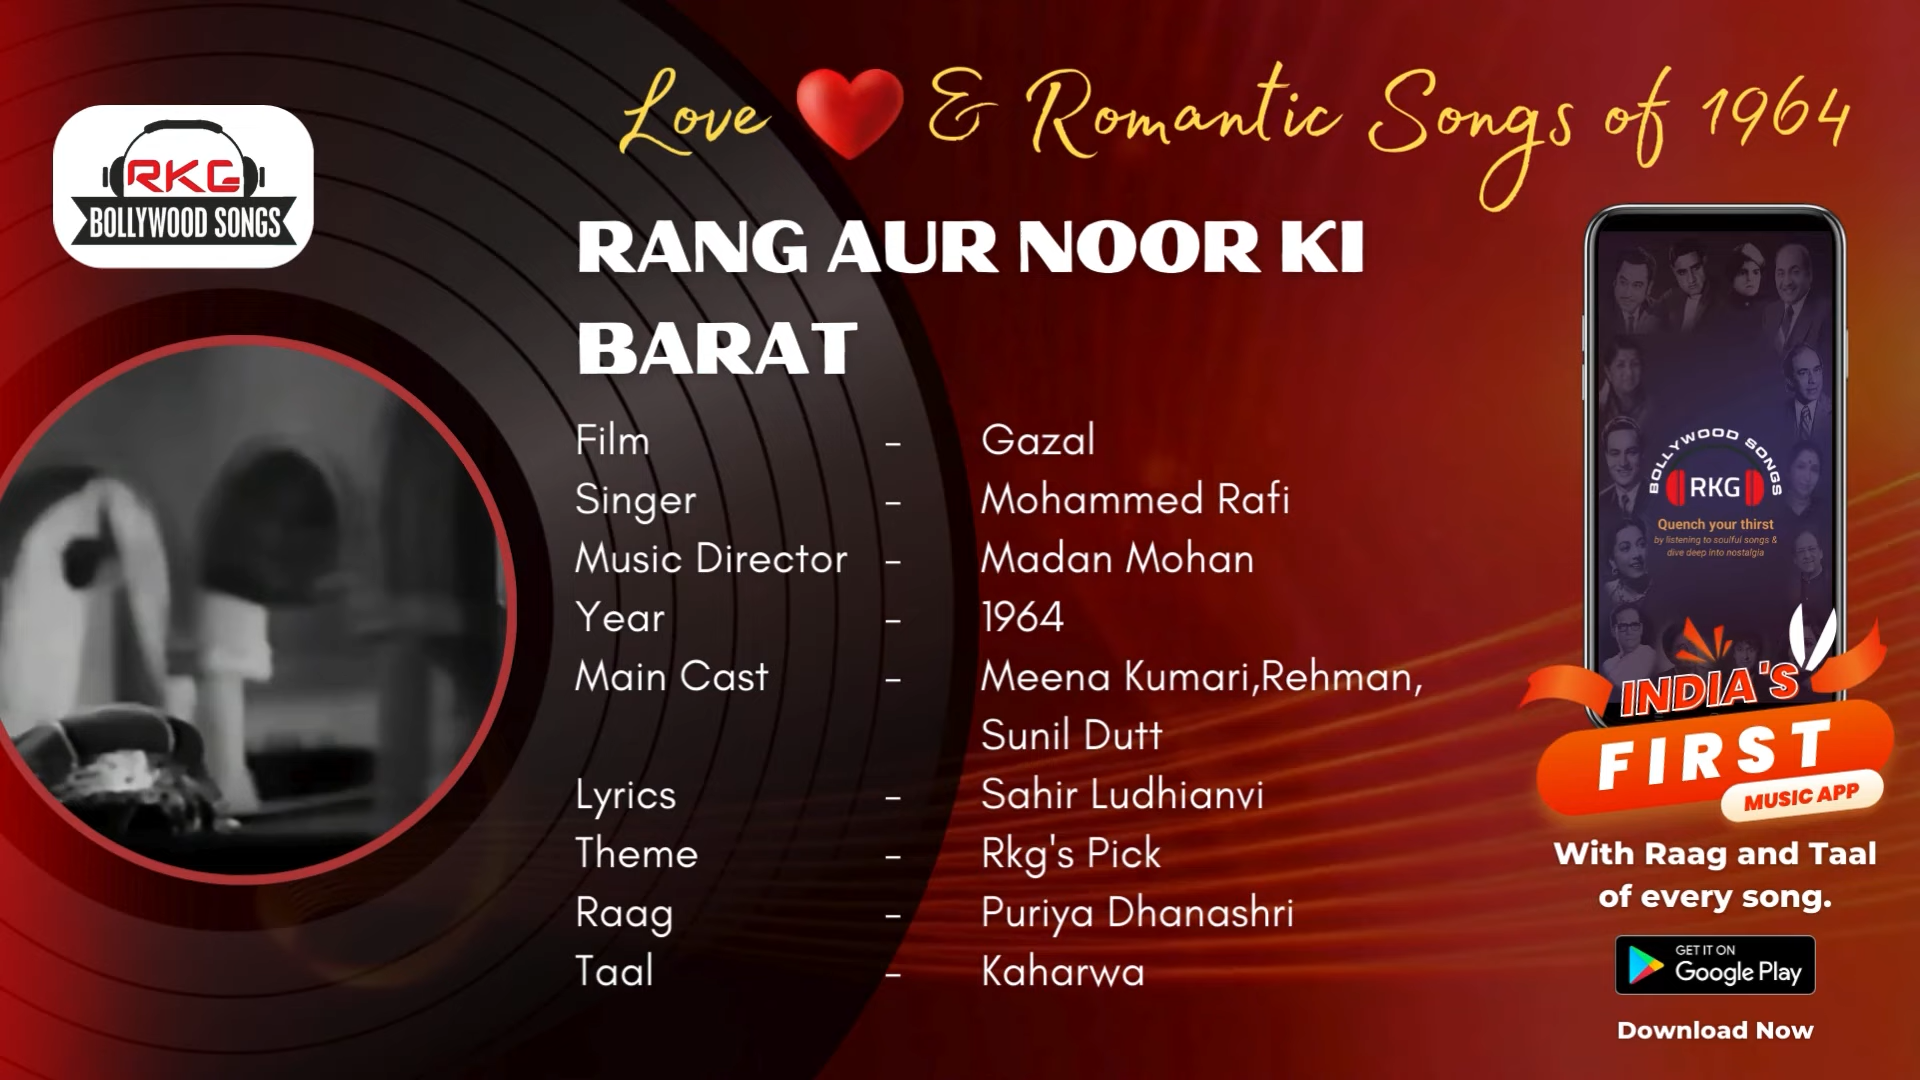 Love & Romantic Songs of 1964
RKG
BOLLYWOOD SONGS
RANG AUR NOOR KI
BARAT
Film - Gazal
Singer - Mohammed Rafi
Music Director - Madan Mohan
Year - 1964
Main Cast - Meena Kumari,Rehman,
Sunil Dutt
Lyrics - Sahir Ludhianvi
Theme - Rkg's Pick
Raag - Puriya Dhanashri
Taal - Kaharwa
BOLLYWOOD SONGS
RKG
Quench your thirst
by listening to soulful songs &
dive deep into nostalgia
INDIA'S
FIRST
MUSIC APP
With Raag and Taal
of every song.
GET IT ON
Google Play
Download Now